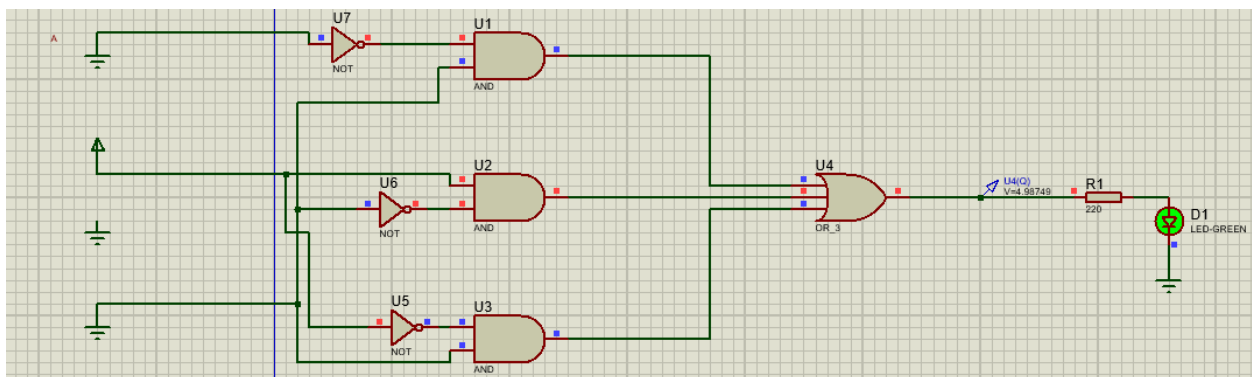 A
U7
NOT
U1
AND
U6
NOT
U2
AND
U4
OR_3
U4(Q)
V=4.98749
R1
220
D1
LED-GREEN
U5
NOT
U3
AND